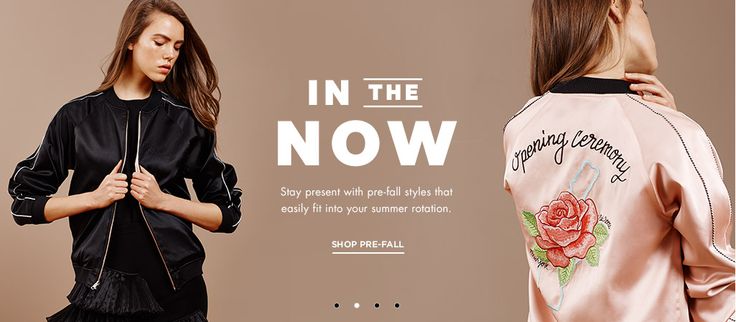 IN THE
NOW
Stay present with pre-fall styles that
easily fit into your summer rotation.
SHOP PRE-FALL
Opening Ceremony